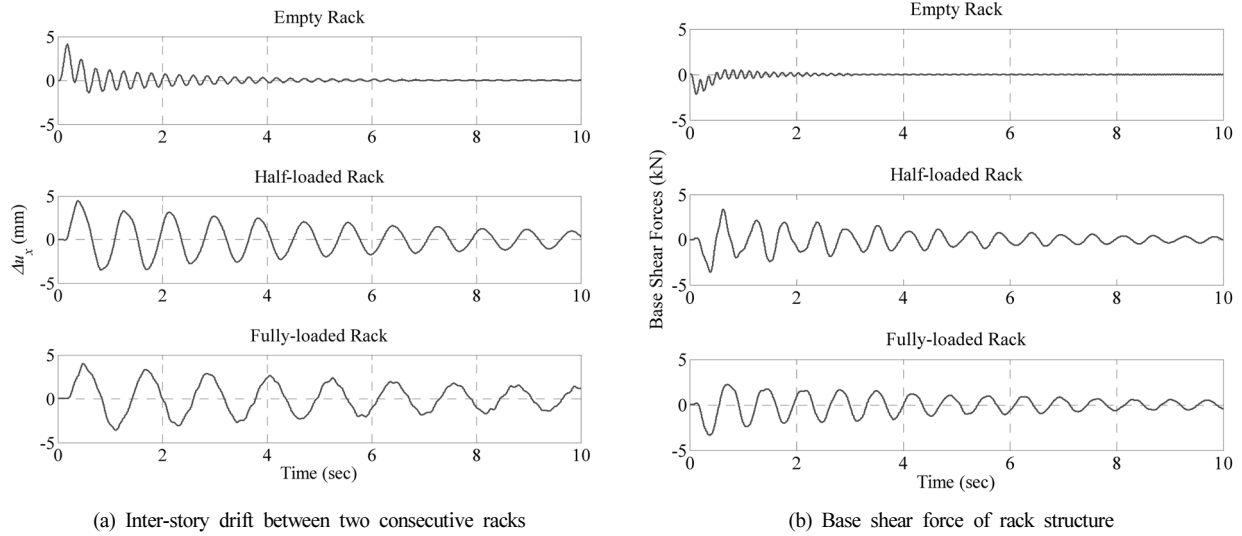 Empty Rack
5
0
-5
0 2 4 6 8 10
Half-loaded Rack
Δuₓ (mm)
5
0
-5
0 2 4 6 8 10
Fully-loaded Rack
5
0
-5
0 2 4 6 8 10
Time (sec)
(a) Inter-story drift between two consecutive racks
Empty Rack
5
0
-5
0 2 4 6 8 10
Base Shear Forces (kN)
Half-loaded Rack
5
0
-5
0 2 4 6 8 10
Fully-loaded Rack
5
0
-5
0 2 4 6 8 10
Time (sec)
(b) Base shear force of rack structure